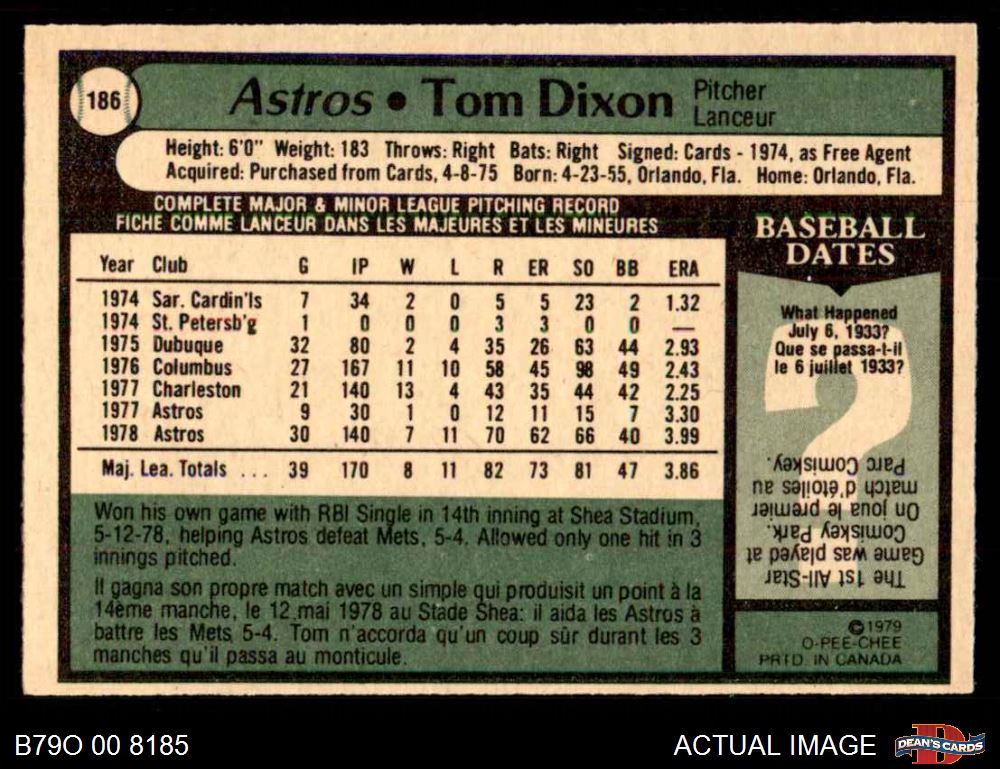 186
Astros • Tom Dixon Pitcher
Lanceur
Height: 6'0" Weight: 183 Throws: Right Bats: Right Signed: Cards - 1974, as Free Agent
Acquired: Purchased from Cards, 4-8-75 Born: 4-23-55, Orlando, Fla. Home: Orlando, Fla.
COMPLETE MAJOR & MINOR LEAGUE PITCHING RECORD
FICHE COMME LANCEUR DANS LES MAJEURES ET LES MINEURES
Year Club G IP W L R ER SO BB ERA
1974 Sar. Cardin'ls 7 34 2 0 5 5 23 2 1.32
1974 St. Petersb'g 1 0 0 0 3 3 0 0 —
1975 Dubuque 32 80 2 4 35 26 63 44 2.93
1976 Columbus 27 167 11 10 58 45 98 49 2.43
1977 Charleston 21 140 13 4 43 35 44 42 2.25
1977 Astros 9 30 1 0 12 11 15 7 3.30
1978 Astros 30 140 7 11 70 62 66 40 3.99
Maj. Lea. Totals ... 39 170 8 11 82 73 81 47 3.86
Won his own game with RBI Single in 14th inning at Shea Stadium,
5-12-78, helping Astros defeat Mets, 5-4. Allowed only one hit in 3
innings pitched.
Il gagna son propre match avec un simple qui produisit un point à la
14ème manche, le 12 mai 1978 au Stade Shea: il aida les Astros à
battre les Mets 5-4. Tom n'accorda qu'un coup sûr durant les 3
manches qu'il passa au monticule.
BASEBALL
DATES
What Happened
July 6, 1933?
Que se passa-t-il
le 6 juillet 1933?
The 1st All-Star
Game was played at
Comiskey Park.
On joua le premier
match d'étoiles au
Parc Comiskey.
©1979
O-PEE-CHEE
PRTD. IN CANADA
B79O 00 8185
ACTUAL IMAGE
D
DEAN'S CARDS